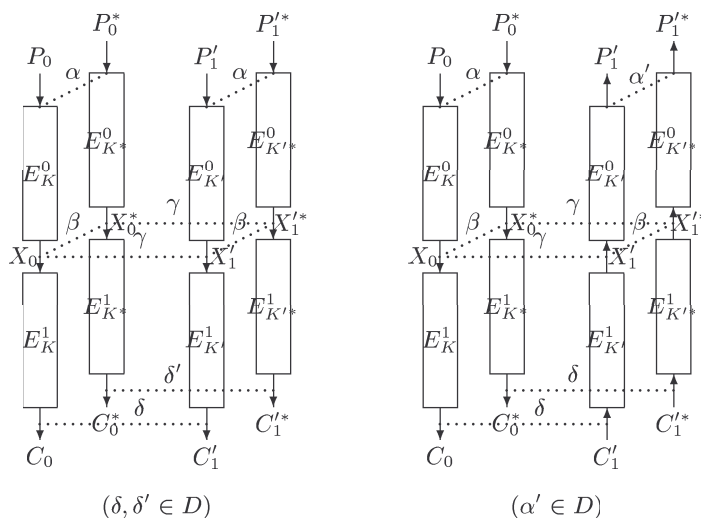 P_0^* P_1'^* P_0^* P_1'^*
P_0 P_1' P_0 P_1'
α α α α'
E_K^0 E_{K*}^0 E_{K'}^0 E_{K'*}^0 E_K^0 E_{K*}^0 E_{K'}^0 E_{K'*}^0
β X_0^* γ β X_1'^* β X_0^* γ β X_1'^*
X_0 γ X_1' X_0 γ X_1'
E_K^1 E_{K*}^1 E_{K'}^1 E_{K'*}^1 E_K^1 E_{K*}^1 E_{K'}^1 E_{K'*}^1
δ' δ
C_0^* δ C_1'^* C_0^* δ C_1'^*
C_0 C_1' C_0 C_1'
(δ, δ' ∈ D) (α' ∈ D)